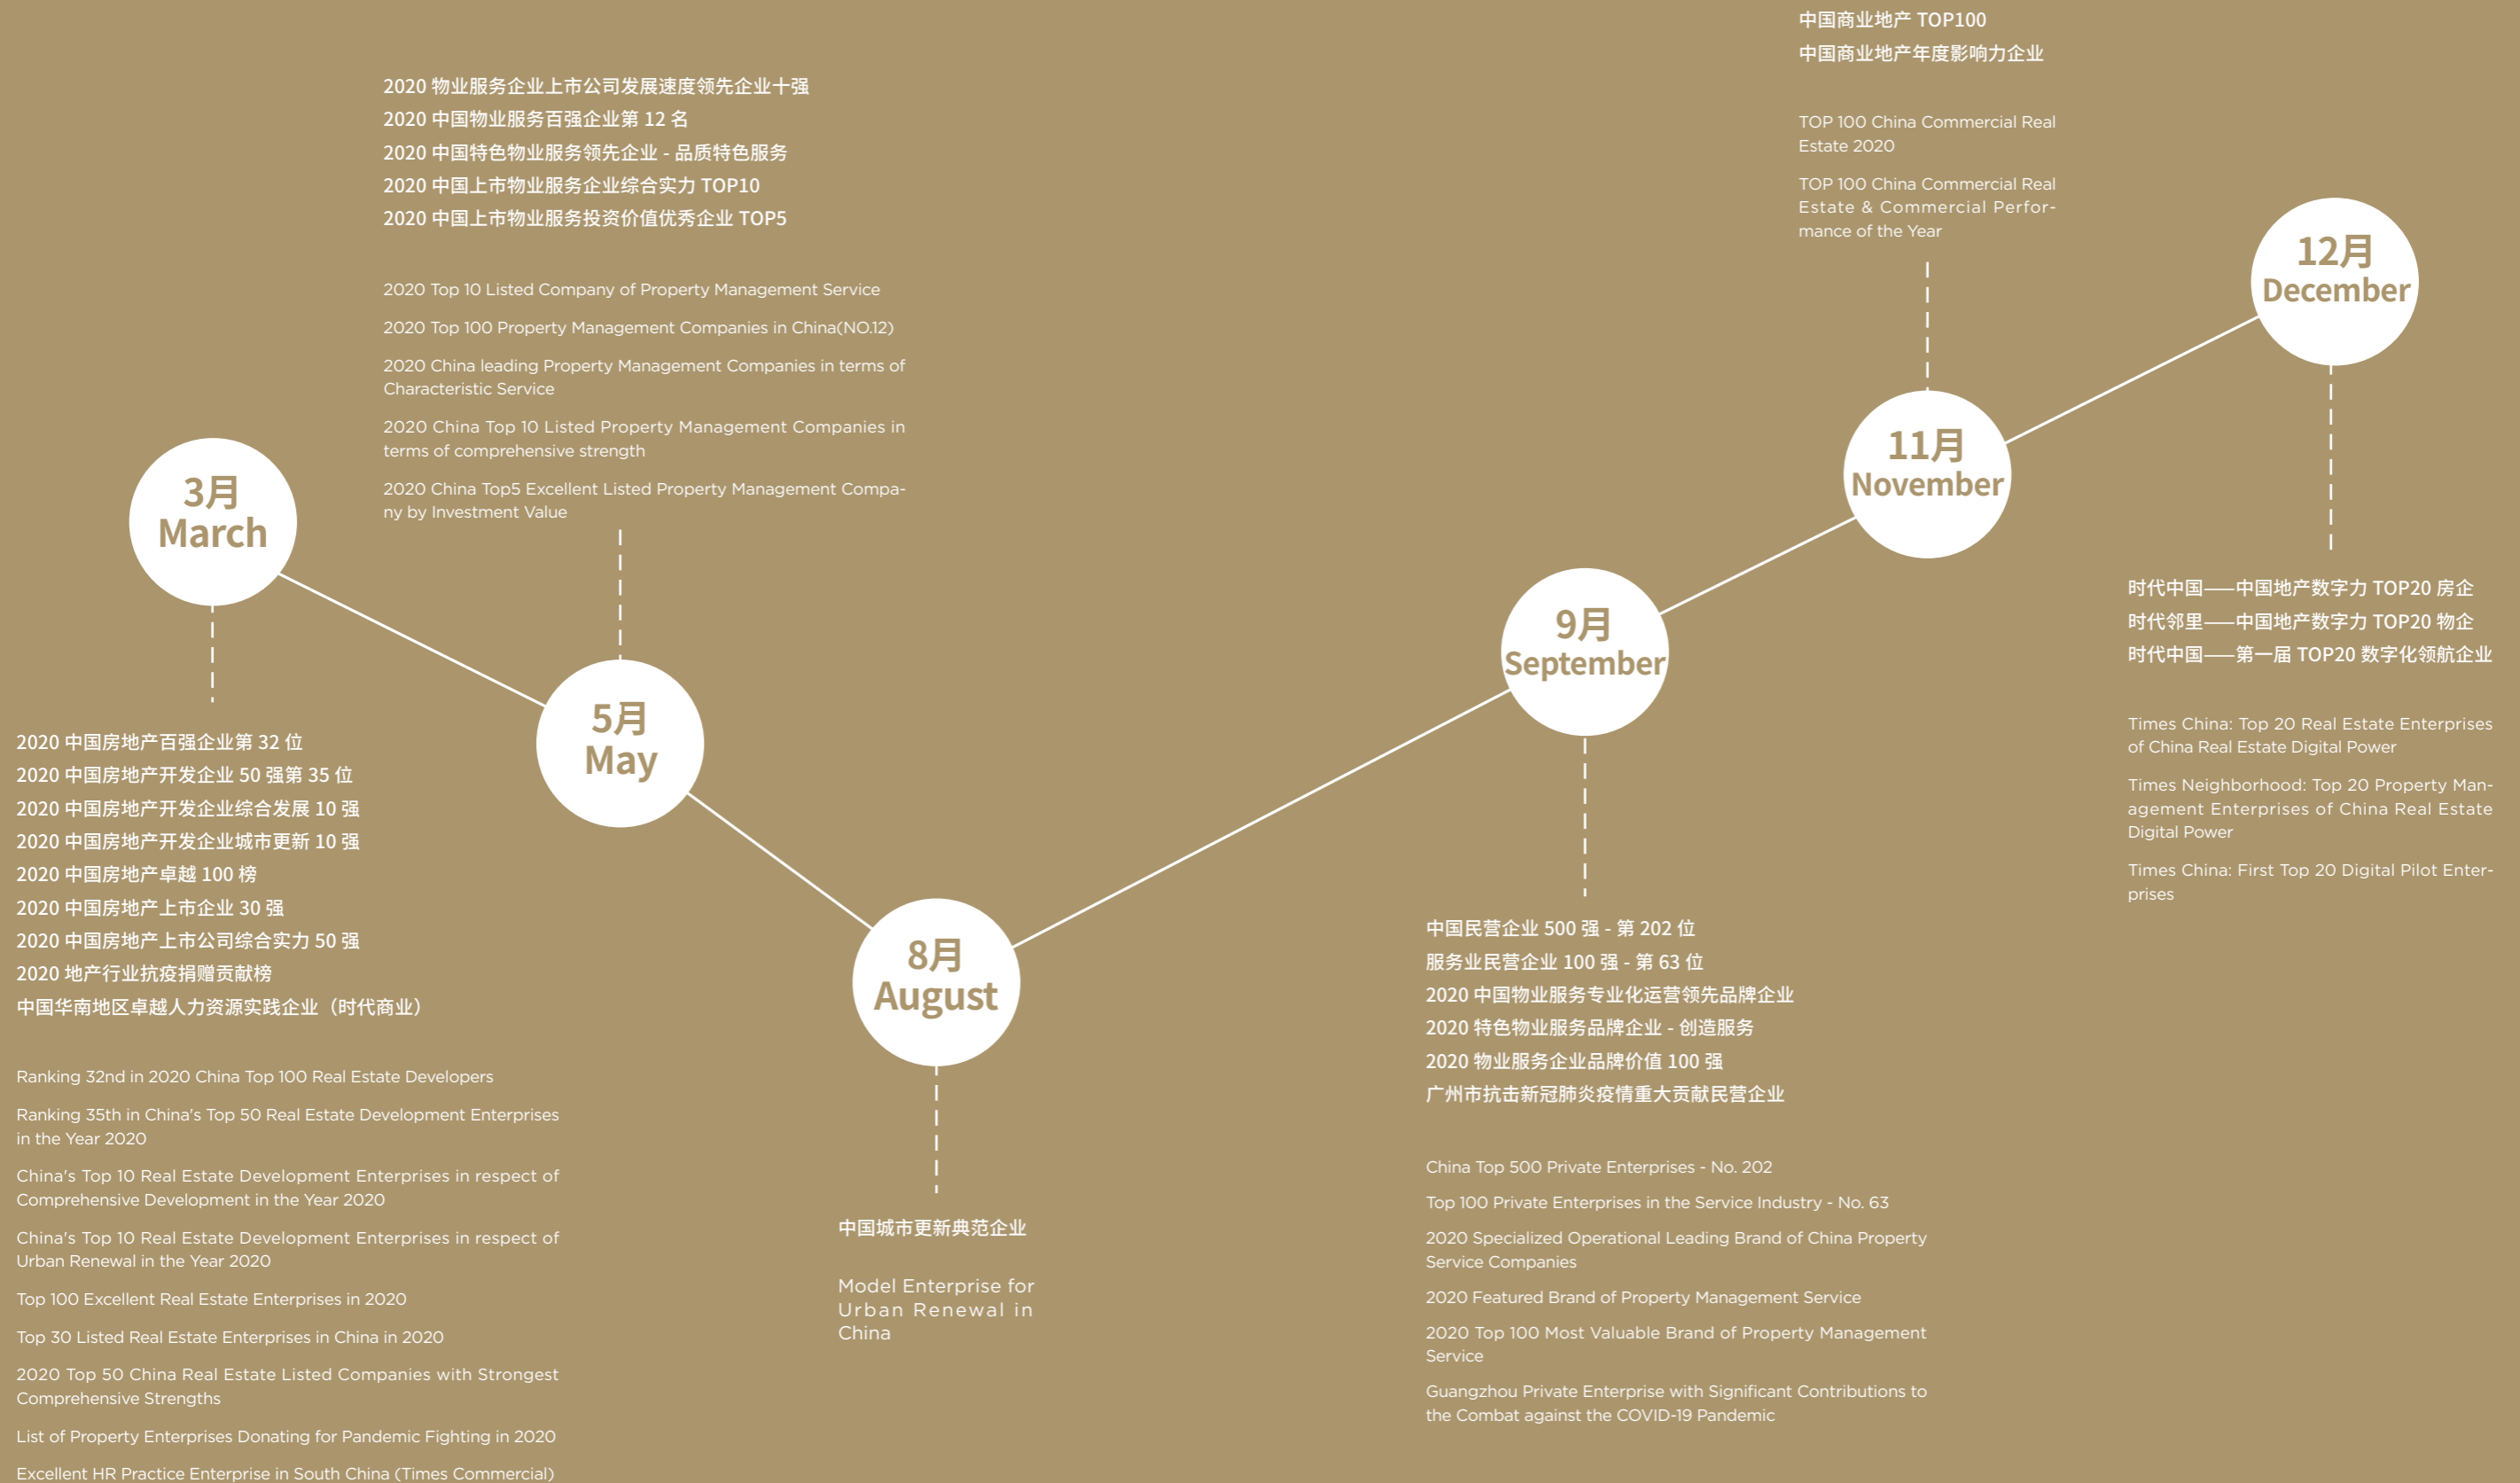 3月
March
2020 中国房地产百强企业第 32 位
2020 中国房地产开发企业 50 强第 35 位
2020 中国房地产开发企业综合发展 10 强
2020 中国房地产开发企业城市更新 10 强
2020 中国房地产卓越 100 榜
2020 中国房地产上市企业 30 强
2020 中国房地产上市公司综合实力 50 强
2020 地产行业抗疫捐赠贡献榜
中国华南地区卓越人力资源实践企业（时代商业）
Ranking 32nd in 2020 China Top 100 Real Estate Developers
Ranking 35th in China's Top 50 Real Estate Development Enterprises
in the Year 2020
China's Top 10 Real Estate Development Enterprises in respect of
Comprehensive Development in the Year 2020
China's Top 10 Real Estate Development Enterprises in respect of
Urban Renewal in the Year 2020
Top 100 Excellent Real Estate Enterprises in 2020
Top 30 Listed Real Estate Enterprises in China in 2020
2020 Top 50 China Real Estate Listed Companies with Strongest
Comprehensive Strengths
List of Property Enterprises Donating for Pandemic Fighting in 2020
Excellent HR Practice Enterprise in South China (Times Commercial)
2020 物业服务企业上市公司发展速度领先企业十强
2020 中国物业服务百强企业第 12 名
2020 中国特色物业服务领先企业 - 品质特色服务
2020 中国上市物业服务企业综合实力 TOP10
2020 中国上市物业服务投资价值优秀企业 TOP5
2020 Top 10 Listed Company of Property Management Service
2020 Top 100 Property Management Companies in China(NO.12)
2020 China leading Property Management Companies in terms of
Characteristic Service
2020 China Top 10 Listed Property Management Companies in
terms of comprehensive strength
2020 China Top5 Excellent Listed Property Management Compa-
ny by Investment Value
5月
May
8月
August
中国城市更新典范企业
Model Enterprise for
Urban Renewal in
China
9月
September
中国民营企业 500 强 - 第 202 位
服务业民营企业 100 强 - 第 63 位
2020 中国物业服务专业化运营领先品牌企业
2020 特色物业服务品牌企业 - 创造服务
2020 物业服务企业品牌价值 100 强
广州市抗击新冠肺炎疫情重大贡献民营企业
China Top 500 Private Enterprises - No. 202
Top 100 Private Enterprises in the Service Industry - No. 63
2020 Specialized Operational Leading Brand of China Property
Service Companies
2020 Featured Brand of Property Management Service
2020 Top 100 Most Valuable Brand of Property Management
Service
Guangzhou Private Enterprise with Significant Contributions to
the Combat against the COVID-19 Pandemic
中国商业地产 TOP100
中国商业地产年度影响力企业
TOP 100 China Commercial Real
Estate 2020
TOP 100 China Commercial Real
Estate & Commercial Perfor-
mance of the Year
11月
November
12月
December
时代中国——中国地产数字力 TOP20 房企
时代邻里——中国地产数字力 TOP20 物企
时代中国——第一届 TOP20 数字化领航企业
Times China: Top 20 Real Estate Enterprises
of China Real Estate Digital Power
Times Neighborhood: Top 20 Property Man-
agement Enterprises of China Real Estate
Digital Power
Times China: First Top 20 Digital Pilot Enter-
prises